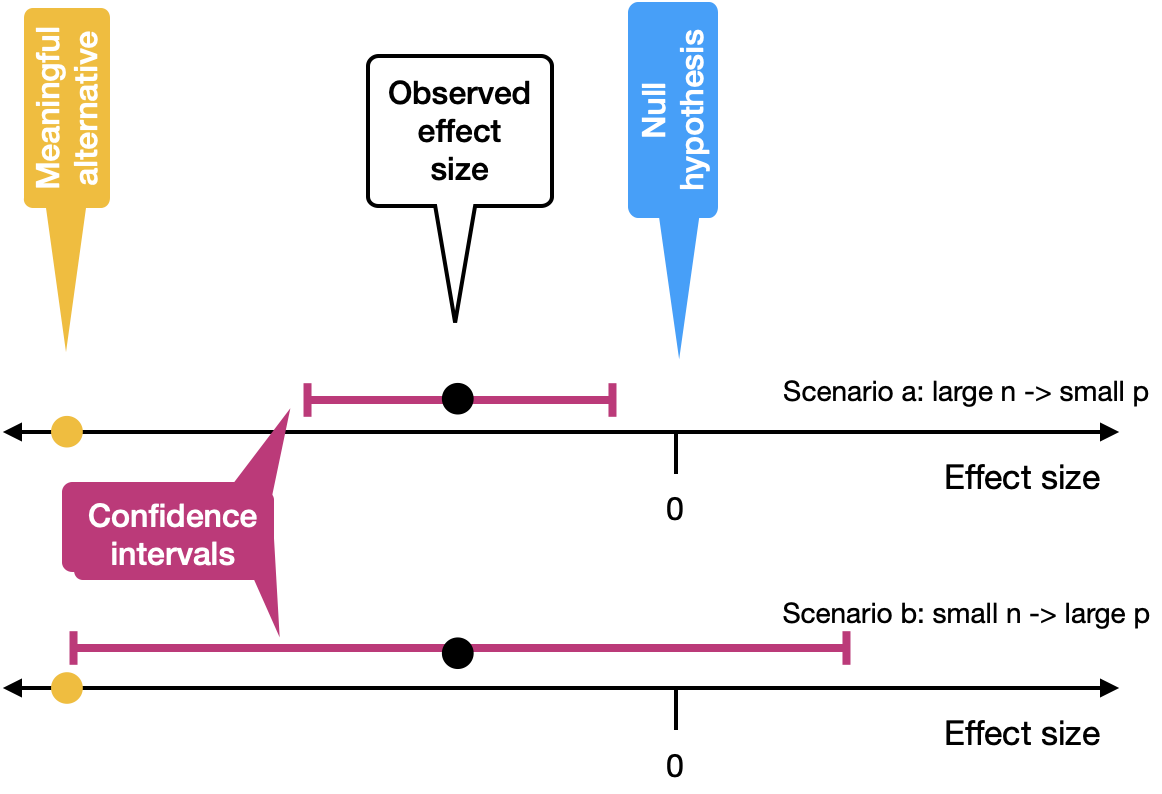 Meaningful
alternative
Observed
effect
size
Null
hypothesis
Scenario a: large n -> small p
Effect size
0
Confidence
intervals
Scenario b: small n -> large p
Effect size
0